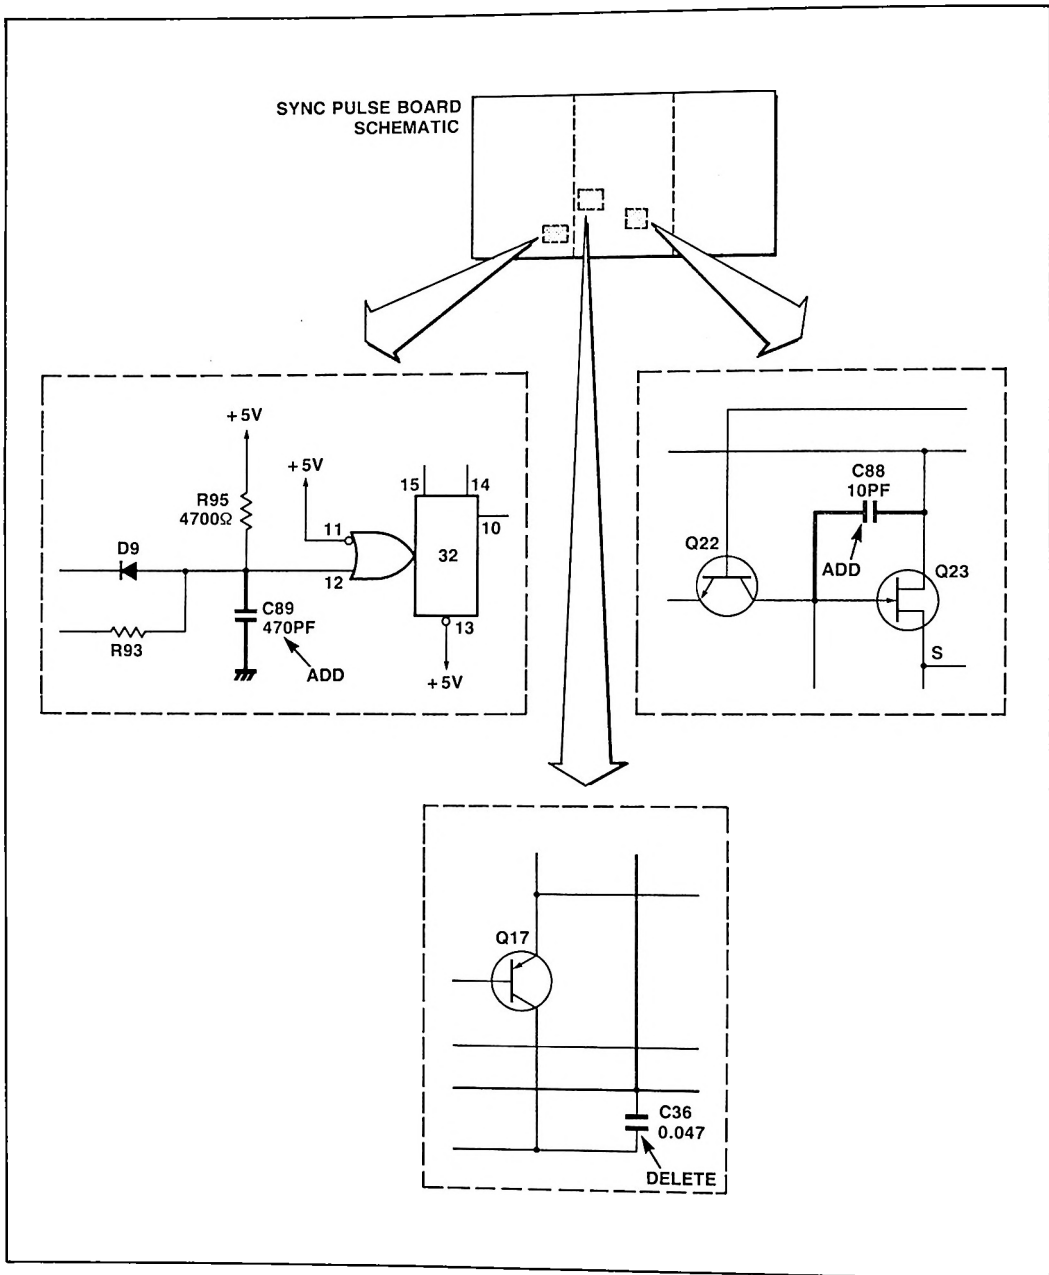 SYNC PULSE BOARD
SCHEMATIC
+5V
R95
4700Ω
+5V
15
14
10
11
12
32
D9
C89
470PF
13
R93
ADD
+5V
C88
10PF
Q22
ADD
Q23
S
Q17
C36
0.047
DELETE